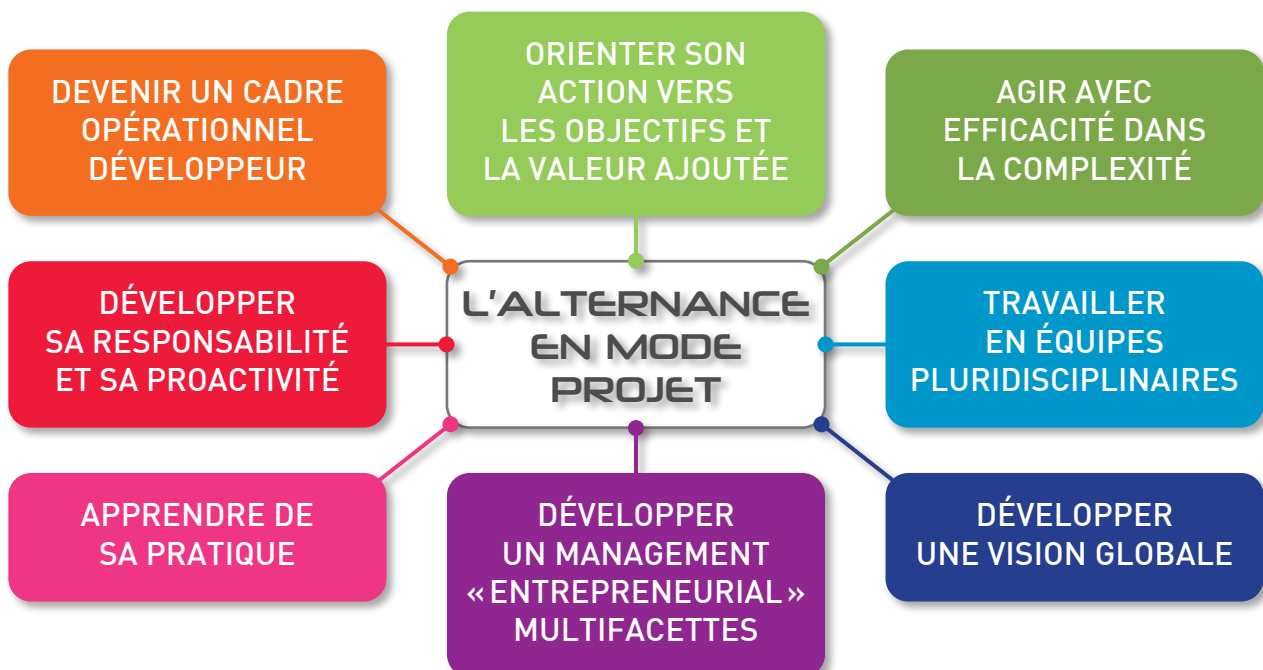 DEVENIR UN CADRE
OPÉRATIONNEL
DÉVELOPPEUR
ORIENTER SON
ACTION VERS
LES OBJECTIFS ET
LA VALEUR AJOUTÉE
AGIR AVEC
EFFICACITÉ DANS
LA COMPLEXITÉ
DÉVELOPPER
SA RESPONSABILITÉ
ET SA PROACTIVITÉ
L'ALTERNANCE
EN MODE
PROJET
TRAVAILLER
EN ÉQUIPES
PLURIDISCIPLINAIRES
APPRENDRE DE
SA PRATIQUE
DÉVELOPPER
UN MANAGEMENT
« ENTREPRENEURIAL »
MULTIFACETTES
DÉVELOPPER
UNE VISION GLOBALE